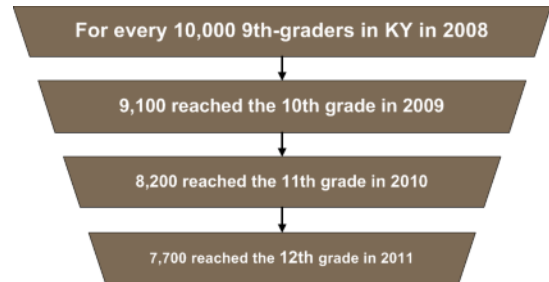 For every 10,000 9th-graders in KY in 2008
9,100 reached the 10th grade in 2009
8,200 reached the 11th grade in 2010
7,700 reached the 12th grade in 2011